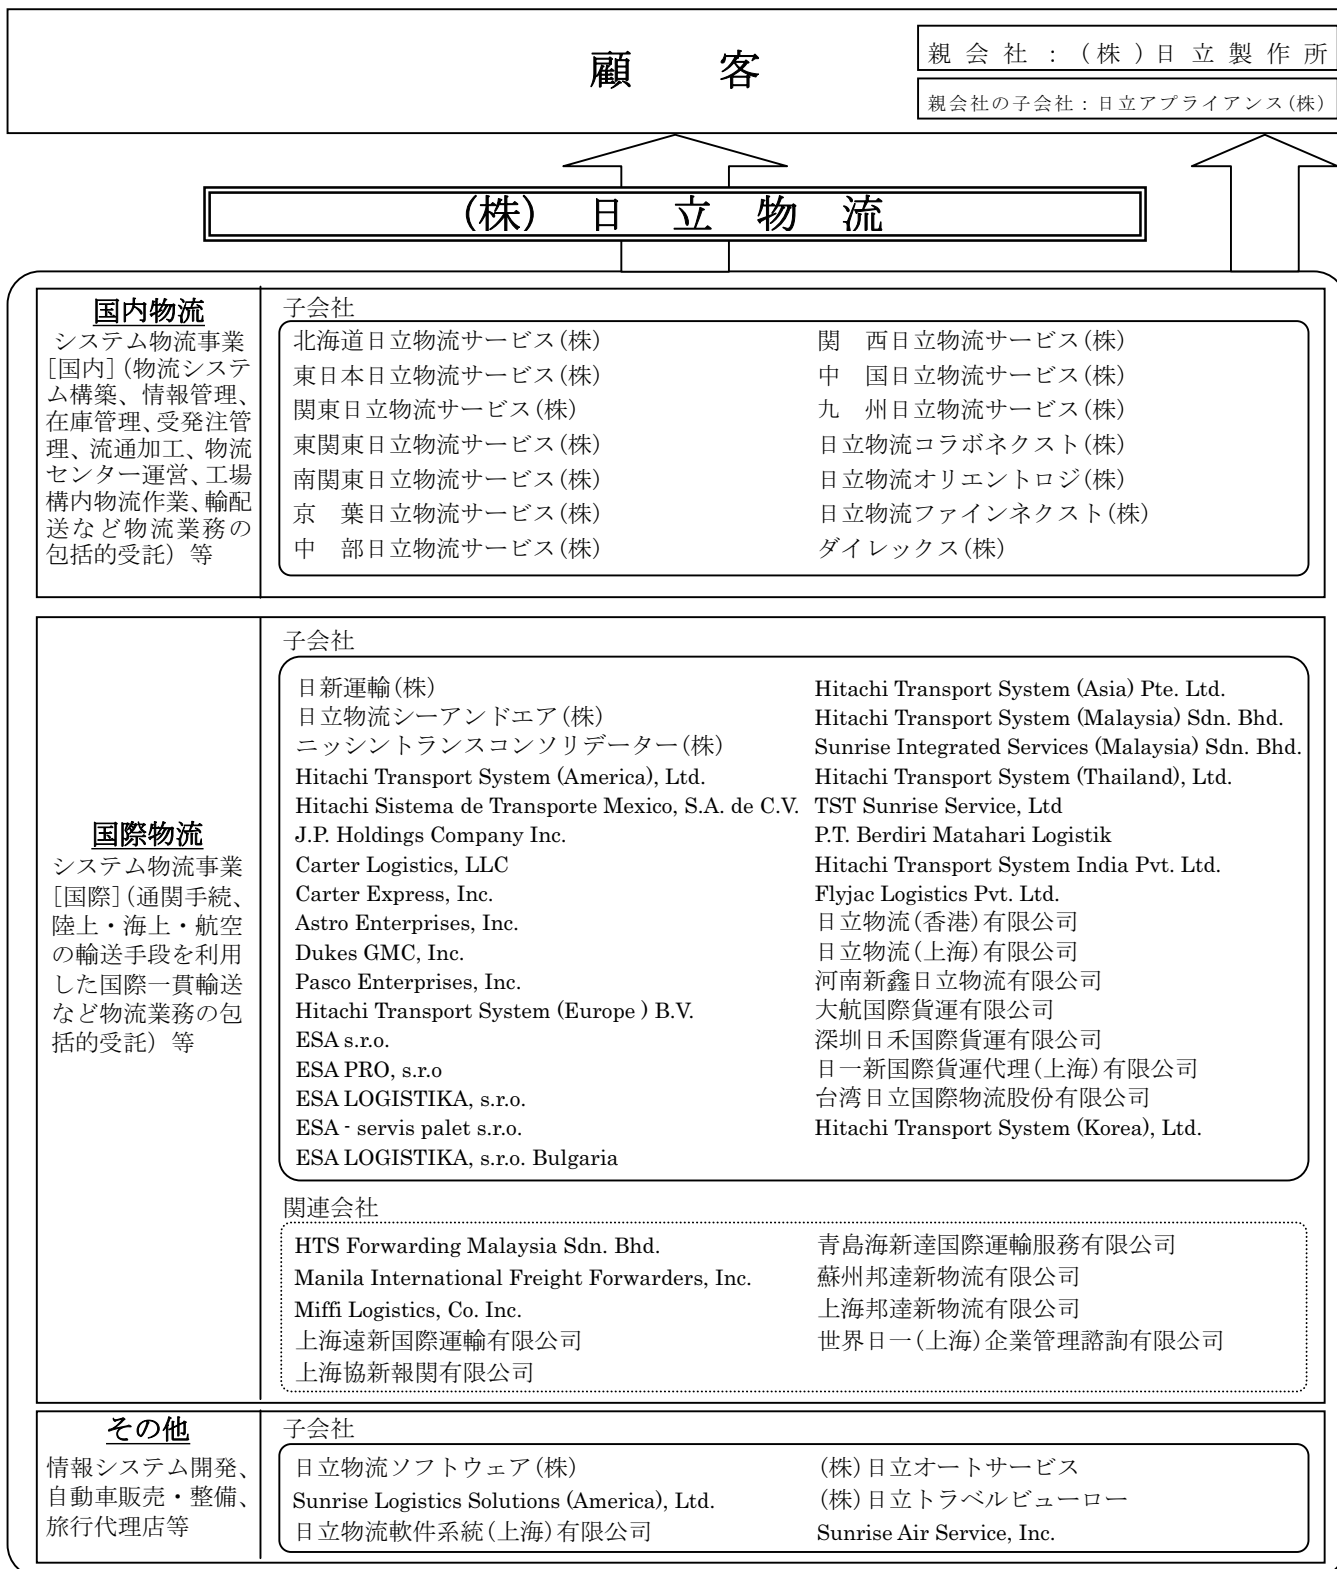 顧 客
親会社:(株)日立製作所
親会社の子会社:日立アプライアンス(株)
(株) 日 立 物 流
国内物流
システム物流事業
[国内](物流システ
ム構築、情報管理、
在庫管理、受発注管
理、流通加工、物流
センター運営、工場
構内物流作業、輸配
送など物流業務の
包括的受託)等
子会社
北海道日立物流サービス(株)
東日本日立物流サービス(株)
関東日立物流サービス(株)
東関東日立物流サービス(株)
南関東日立物流サービス(株)
京 葉日立物流サービス(株)
中 部日立物流サービス(株)
関 西日立物流サービス(株)
中 国日立物流サービス(株)
九 州日立物流サービス(株)
日立物流コラボネクスト(株)
日立物流オリエントロジ(株)
日立物流ファインネクスト(株)
ダイレックス(株)
国際物流
システム物流事業
[国際](通関手続、
陸上・海上・航空
の輸送手段を利用
した国際一貫輸送
など物流業務の包
括的受託)等
子会社
日新運輸(株)
日立物流シーアンドエア(株)
ニッシントランスコンソリデーター(株)
Hitachi Transport System (America), Ltd.
Hitachi Sistema de Transporte Mexico, S.A. de C.V.
J.P. Holdings Company Inc.
Carter Logistics, LLC
Carter Express, Inc.
Astro Enterprises, Inc.
Dukes GMC, Inc.
Pasco Enterprises, Inc.
Hitachi Transport System (Europe ) B.V.
ESA s.r.o.
ESA PRO, s.r.o
ESA LOGISTIKA, s.r.o.
ESA - servis palet s.r.o.
ESA LOGISTIKA, s.r.o. Bulgaria
Hitachi Transport System (Asia) Pte. Ltd.
Hitachi Transport System (Malaysia) Sdn. Bhd.
Sunrise Integrated Services (Malaysia) Sdn. Bhd.
Hitachi Transport System (Thailand), Ltd.
TST Sunrise Service, Ltd
P.T. Berdiri Matahari Logistik
Hitachi Transport System India Pvt. Ltd.
Flyjac Logistics Pvt. Ltd.
日立物流(香港)有限公司
日立物流(上海)有限公司
河南新鑫日立物流有限公司
大航国際貨運有限公司
深圳日禾国際貨運有限公司
日一新国際貨運代理(上海)有限公司
台湾日立国際物流股份有限公司
Hitachi Transport System (Korea), Ltd.
関連会社
HTS Forwarding Malaysia Sdn. Bhd.
Manila International Freight Forwarders, Inc.
Miffi Logistics, Co. Inc.
上海遠新国際運輸有限公司
上海協新報関有限公司
青島海新達国際運輸服務有限公司
蘇州邦達新物流有限公司
上海邦達新物流有限公司
世界日一(上海)企業管理諮詢有限公司
その他
情報システム開発、
自動車販売・整備、
旅行代理店等
子会社
日立物流ソフトウェア(株)
Sunrise Logistics Solutions (America), Ltd.
日立物流軟件系統(上海)有限公司
(株)日立オートサービス
(株)日立トラベルビューロー
Sunrise Air Service, Inc.